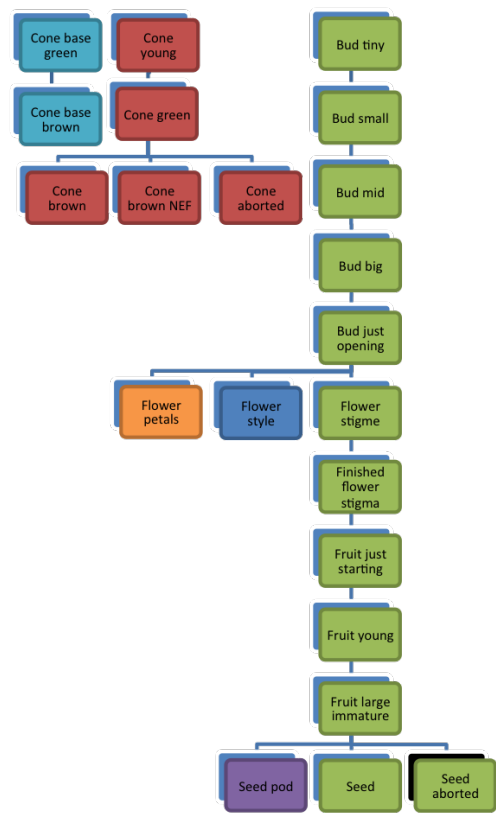 Cone base
green
Cone
young
Bud tiny
Cone base
brown
Cone green
Bud small
Cone
brown
Cone
brown NEF
Cone
aborted
Bud mid
Bud big
Bud just
opening
Flower
petals
Flower
style
Flower
stigme
Finished
flower
stigma
Fruit just
starting
Fruit young
Fruit large
immature
Seed pod
Seed
Seed
aborted